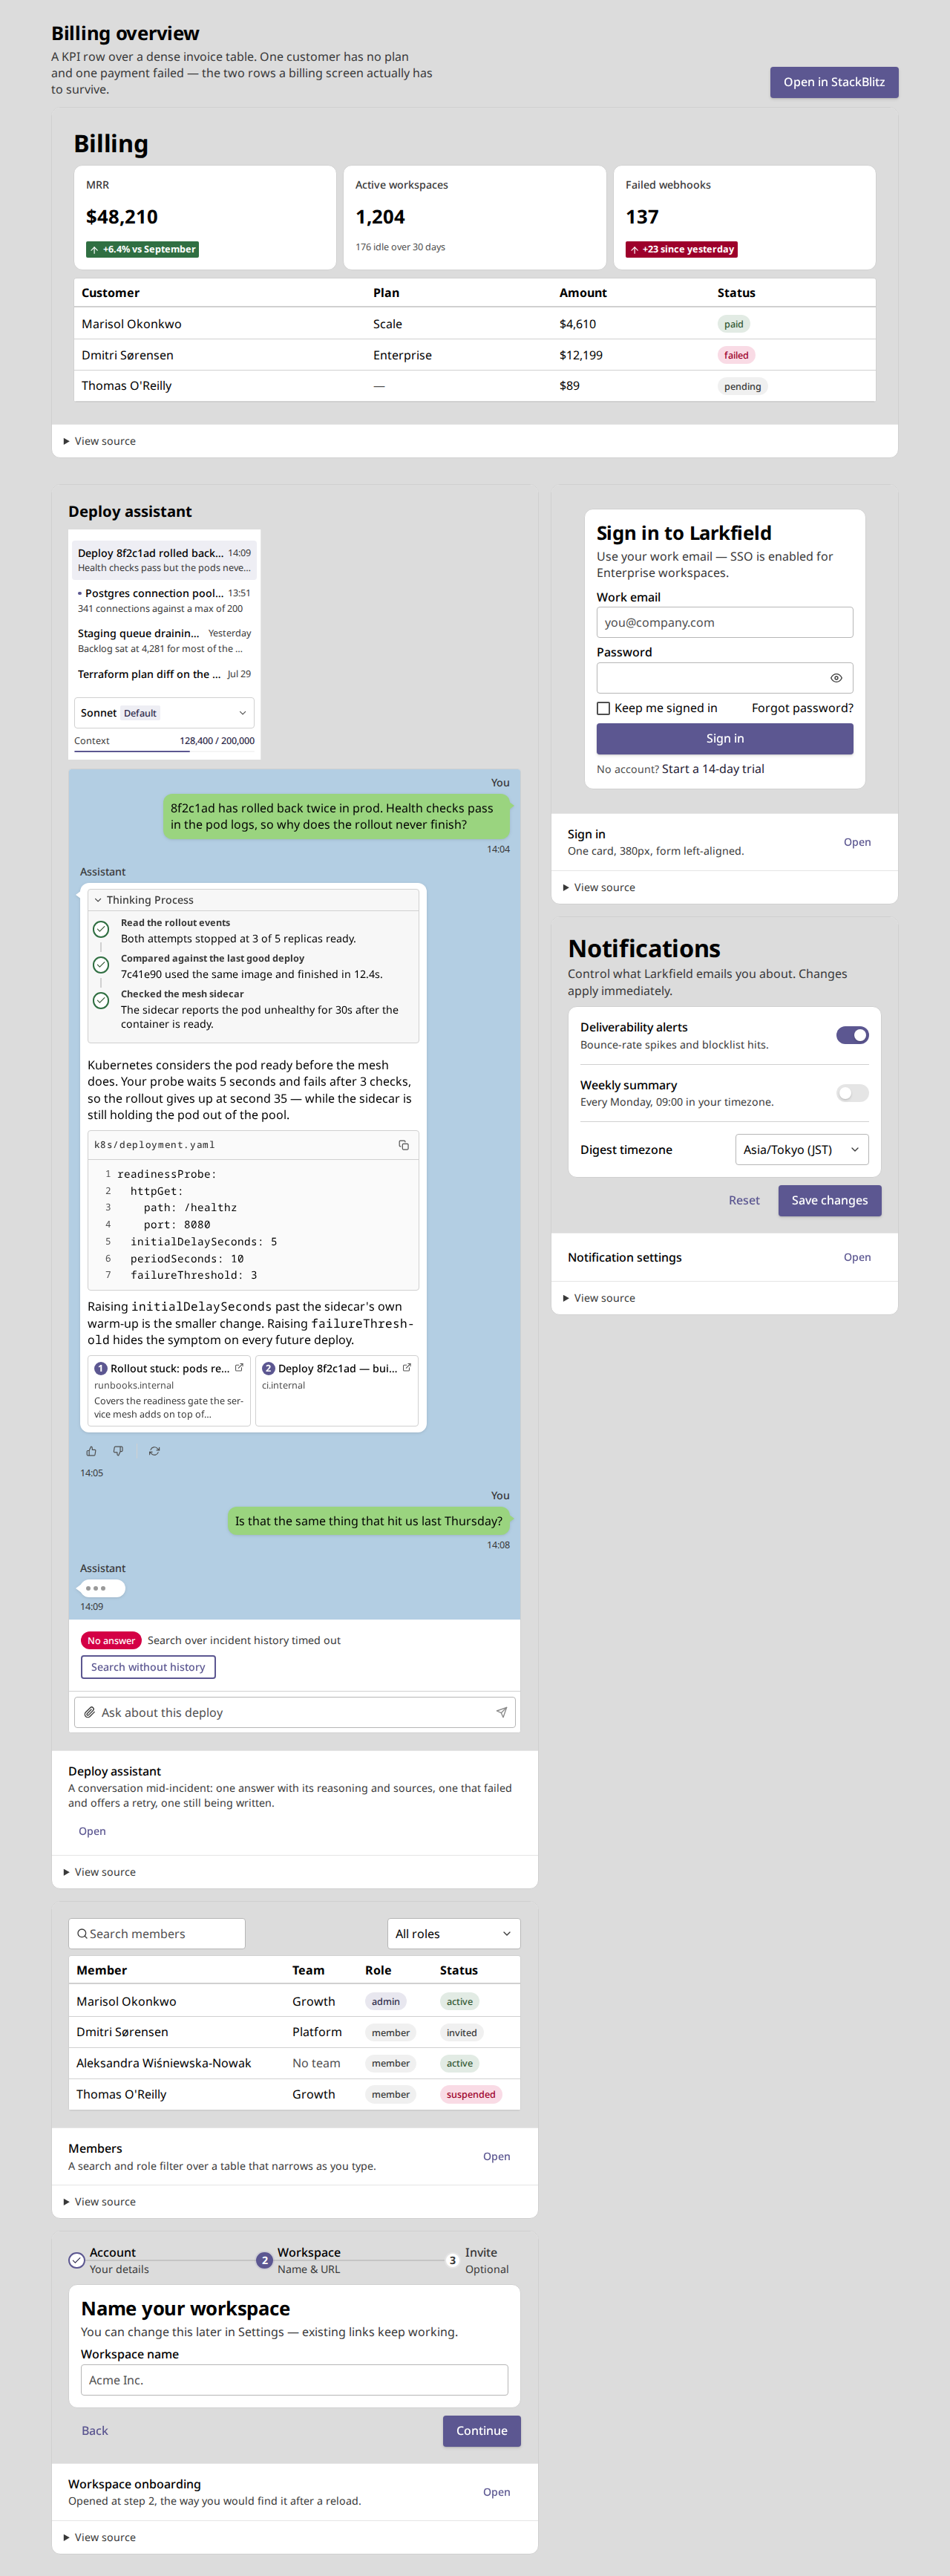 Billing overview
A KPI row over a dense invoice table. One customer has no plan
and one payment failed — the two rows a billing screen actually has
to survive.
Open in StackBlitz
Billing
MRR
$48,210
+6.4% vs September
Active workspaces
1,204
176 idle over 30 days
Failed webhooks
137
+23 since yesterday
Customer Plan Amount Status
Marisol Okonkwo Scale $4,610 paid
Dmitri Sørensen Enterprise $12,199 failed
Thomas O'Reilly — $89 pending
View source
Deploy assistant
Deploy 8f2c1ad rolled back... 14:09
Health checks pass but the pods neve...
Postgres connection pool... 13:51
341 connections against a max of 200
Staging queue drainin... Yesterday
Backlog sat at 4,281 for most of the ...
Terraform plan diff on the ... Jul 29
Sonnet Default
Context 128,400 / 200,000
You
8f2c1ad has rolled back twice in prod. Health checks pass
in the pod logs, so why does the rollout never finish?
14:04
Assistant
Thinking Process
Read the rollout events
Both attempts stopped at 3 of 5 replicas ready.
Compared against the last good deploy
7c41e90 used the same image and finished in 12.4s.
Checked the mesh sidecar
The sidecar reports the pod unhealthy for 30s after the
container is ready.
Kubernetes considers the pod ready before the mesh
does. Your probe waits 5 seconds and fails after 3 checks,
so the rollout gives up at second 35 — while the sidecar is
still holding the pod out of the pool.
k8s/deployment.yaml
1 readinessProbe:
2 httpGet:
3 path: /healthz
4 port: 8080
5 initialDelaySeconds: 5
6 periodSeconds: 10
7 failureThreshold: 3
Raising initialDelaySeconds past the sidecar's own
warm-up is the smaller change. Raising failureThresh-
old hides the symptom on every future deploy.
1 Rollout stuck: pods re...
runbooks.internal
Covers the readiness gate the ser-
vice mesh adds on top of...
2 Deploy 8f2c1ad — bui...
ci.internal
14:05
You
Is that the same thing that hit us last Thursday?
14:08
Assistant
14:09
No answer Search over incident history timed out
Search without history
Ask about this deploy
Deploy assistant
A conversation mid-incident: one answer with its reasoning and sources, one that failed
and offers a retry, one still being written.
Open
View source
Search members
All roles
Member Team Role Status
Marisol Okonkwo Growth admin active
Dmitri Sørensen Platform member invited
Aleksandra Wiśniewska-Nowak No team member active
Thomas O'Reilly Growth member suspended
Members
A search and role filter over a table that narrows as you type.
Open
View source
Account
Your details
2 Workspace
Name & URL
3 Invite
Optional
Name your workspace
You can change this later in Settings — existing links keep working.
Workspace name
Acme Inc.
Back
Continue
Workspace onboarding
Opened at step 2, the way you would find it after a reload.
Open
View source
Sign in to Larkfield
Use your work email — SSO is enabled for
Enterprise workspaces.
Work email
you@company.com
Password
Keep me signed in
Forgot password?
Sign in
No account? Start a 14-day trial
Sign in
One card, 380px, form left-aligned.
Open
View source
Notifications
Control what Larkfield emails you about. Changes
apply immediately.
Deliverability alerts
Bounce-rate spikes and blocklist hits.
Weekly summary
Every Monday, 09:00 in your timezone.
Digest timezone
Asia/Tokyo (JST)
Reset
Save changes
Notification settings
Open
View source